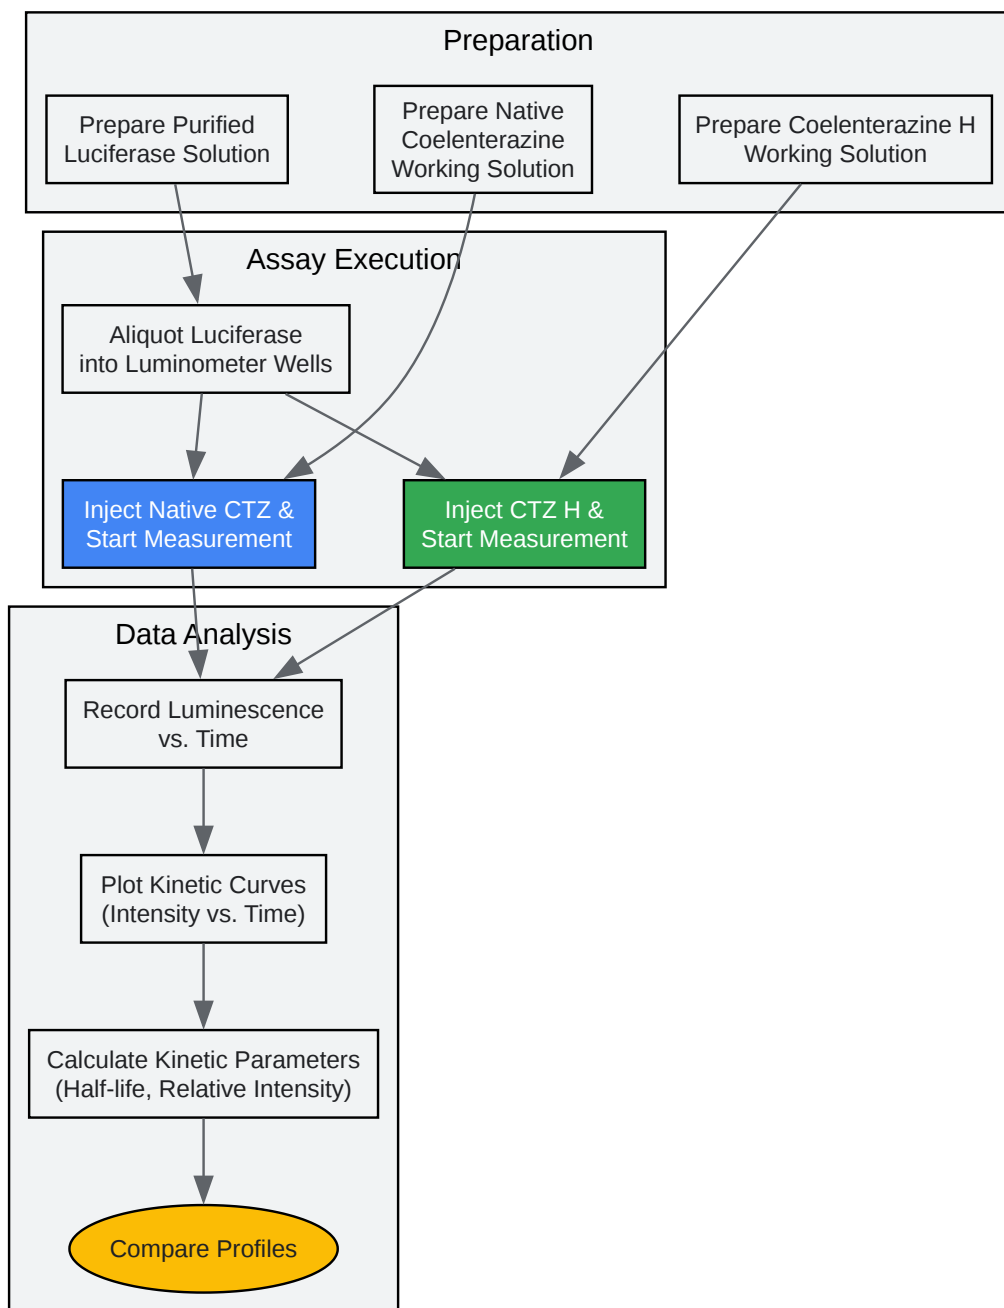 Preparation
Prepare Purified
Luciferase Solution
Prepare Native
Coelenterazine
Working Solution
Prepare Coelenterazine H
Working Solution
Assay Execution
Aliquot Luciferase
into Luminometer Wells
Inject Native CTZ &
Start Measurement
Inject CTZ H &
Start Measurement
Data Analysis
Record Luminescence
vs. Time
Plot Kinetic Curves
(Intensity vs. Time)
Calculate Kinetic Parameters
(Half-life, Relative Intensity)
Compare Profiles